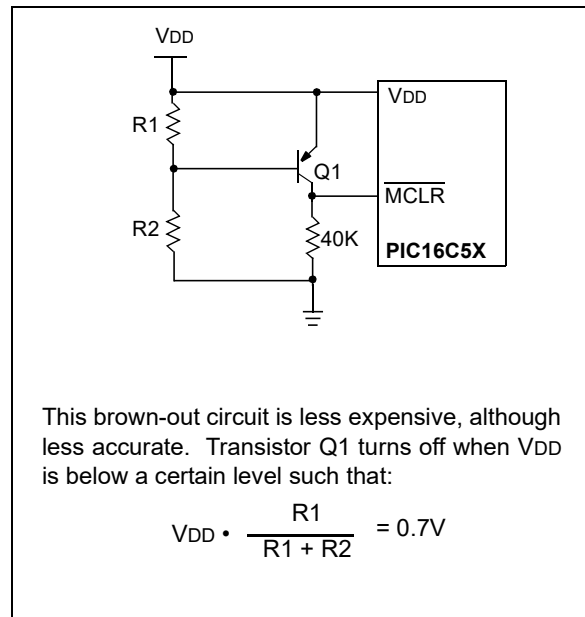 VDD
VDD
R1
Q1
MCLR
R2
40K
PIC16C5X
This brown-out circuit is less expensive, although
less accurate. Transistor Q1 turns off when VDD
is below a certain level such that:
VDD • R1 / R1 + R2 = 0.7V